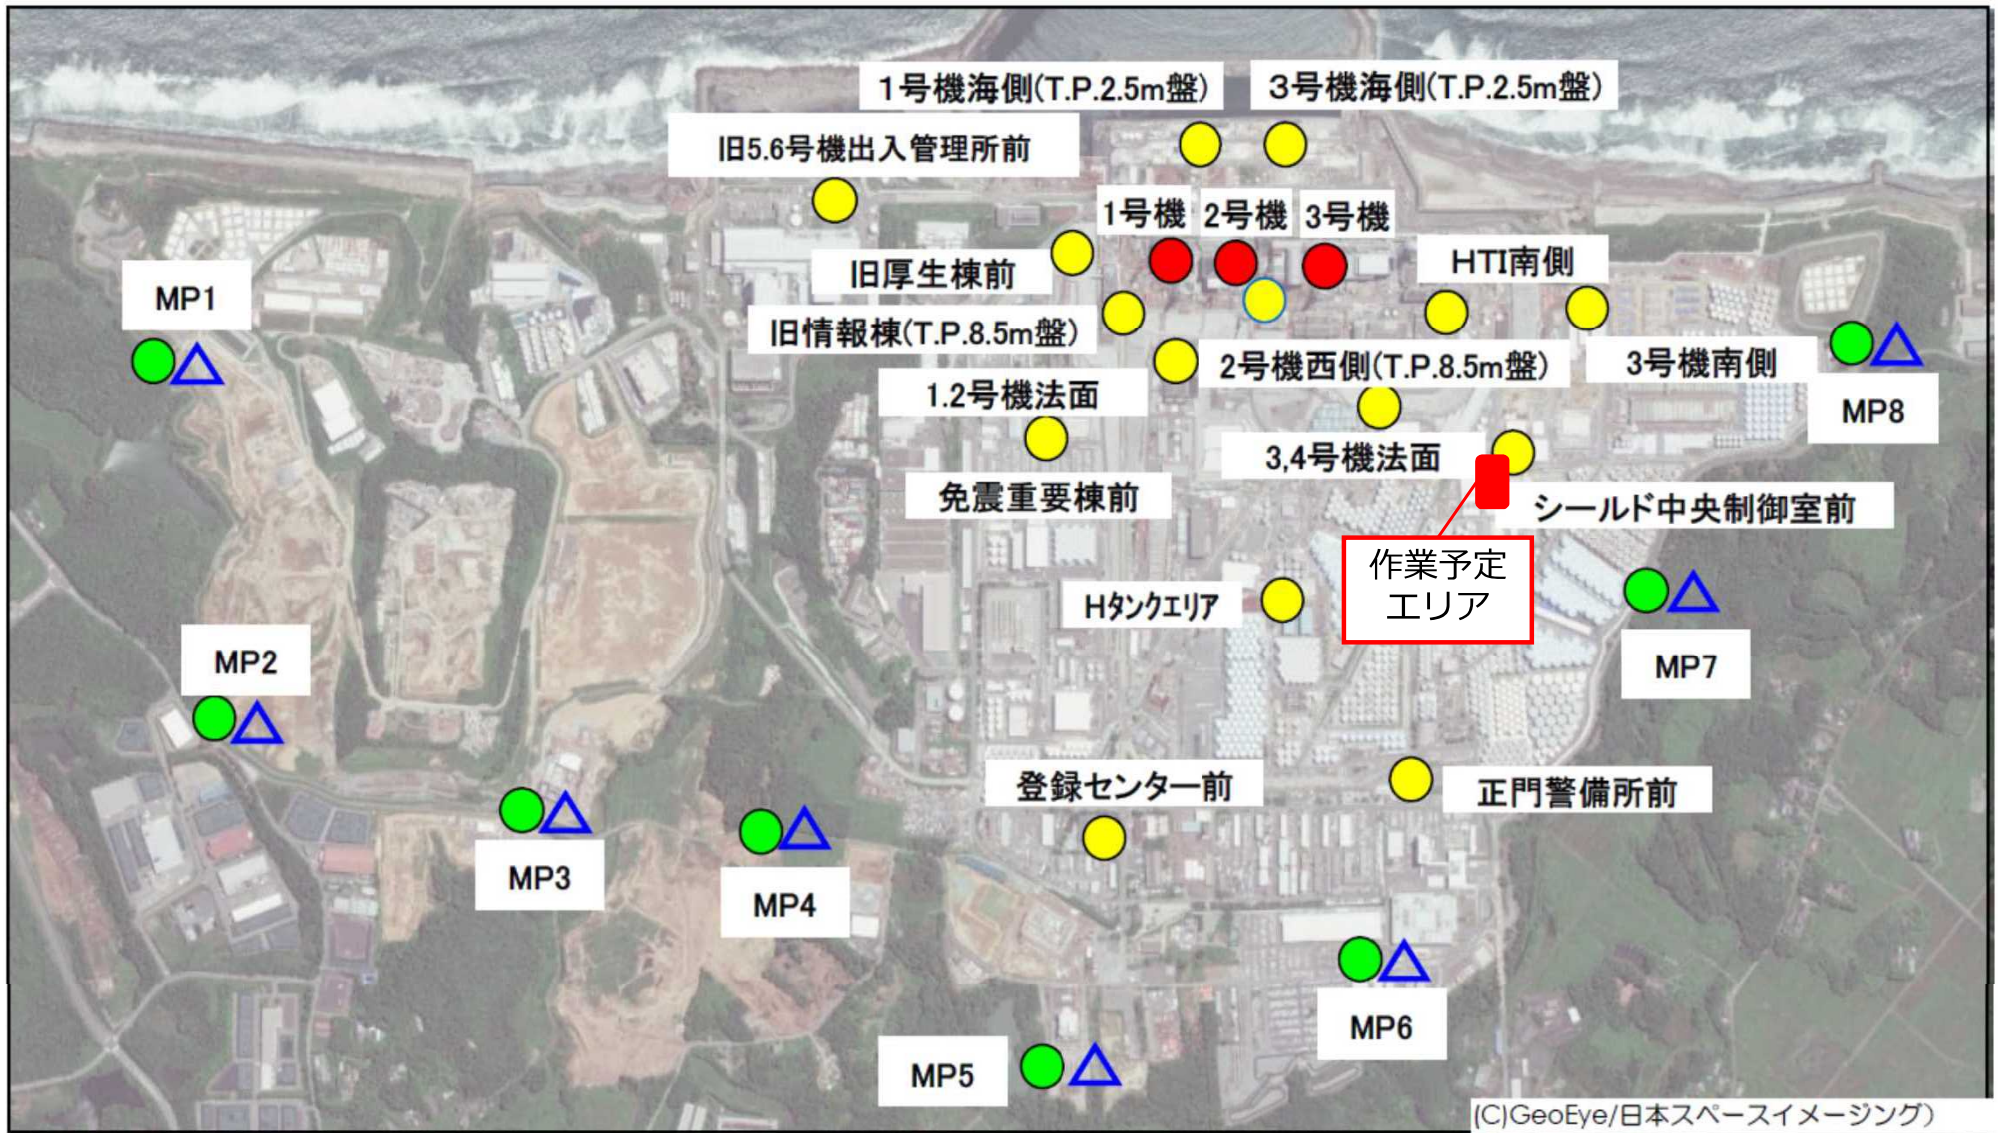 1号機海側(T.P.2.5m盤)
3号機海側(T.P.2.5m盤)
旧5.6号機出入管理所前
1号機
2号機
3号機
旧厚生棟前
HTI南側
MP1
旧情報棟(T.P.8.5m盤)
2号機西側(T.P.8.5m盤)
3号機南側
1.2号機法面
MP8
3,4号機法面
免震重要棟前
シールド中央制御室前
作業予定
エリア
Hタンクエリア
MP2
MP7
登録センター前
正門警備所前
MP3
MP4
MP6
MP5
(C)GeoEye/日本スペースイメージング)